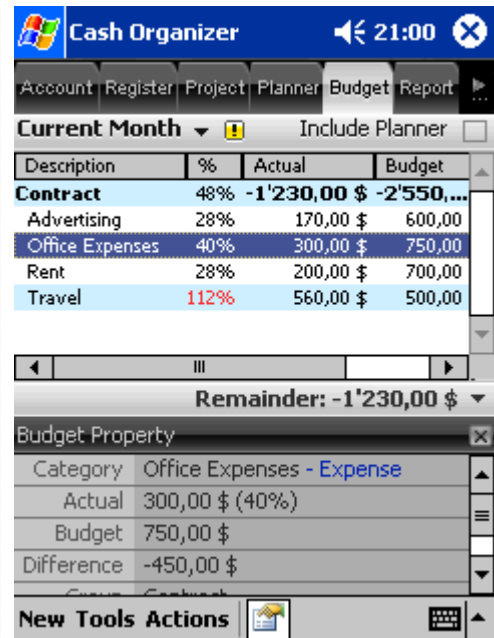 Cash Organizer 21:00
Account Register Project Planner Budget Report
Current Month Include Planner
Description % Actual Budget
Contract 48% -1'230,00 $ -2'550,...
Advertising 28% 170,00 $ 600,00
Office Expenses 40% 300,00 $ 750,00
Rent 28% 200,00 $ 700,00
Travel 112% 560,00 $ 500,00
Remainder: -1'230,00 $
Budget Property
Category Office Expenses - Expense
Actual 300,00 $ (40%)
Budget 750,00 $
Difference -450,00 $
Group Contract
New Tools Actions